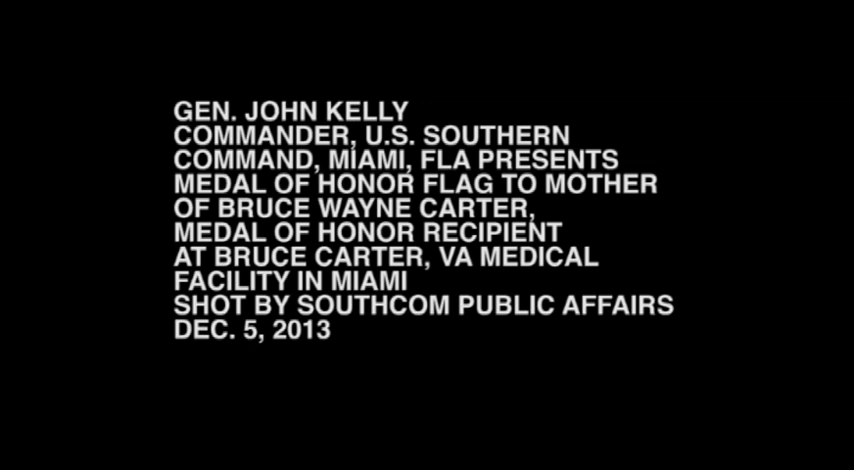 GEN. JOHN KELLY
COMMANDER, U.S. SOUTHERN
COMMAND, MIAMI, FLA PRESENTS
MEDAL OF HONOR FLAG TO MOTHER
OF BRUCE WAYNE CARTER,
MEDAL OF HONOR RECIPIENT
AT BRUCE CARTER, VA MEDICAL
FACILITY IN MIAMI
SHOT BY SOUTHCOM PUBLIC AFFAIRS
DEC. 5, 2013